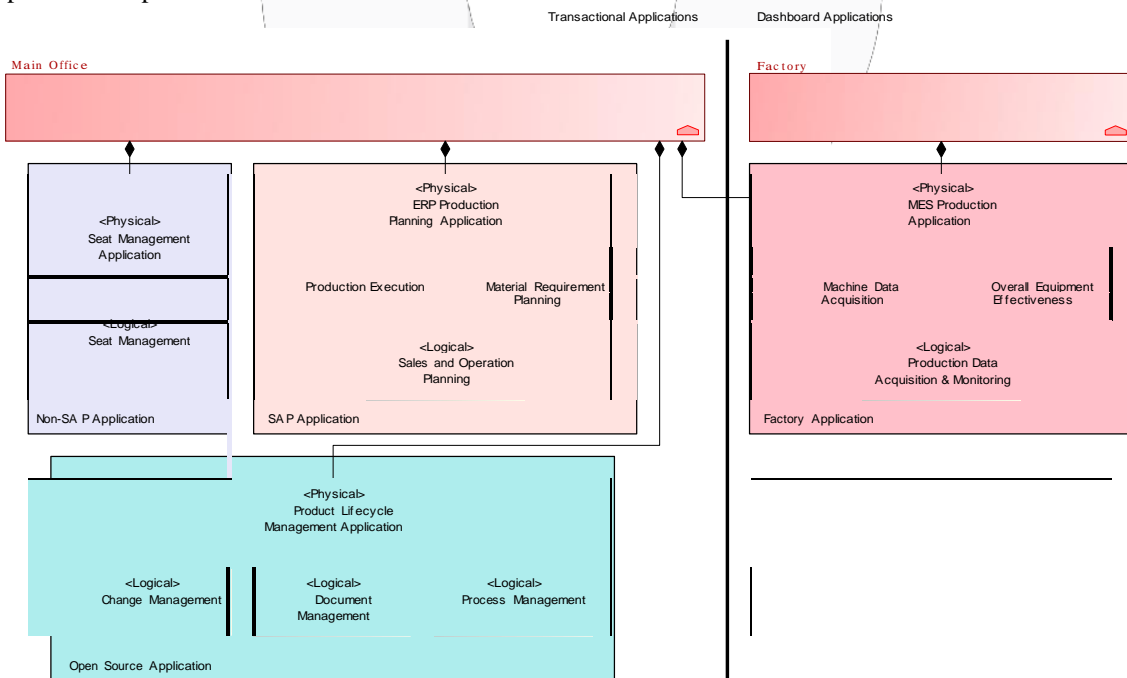 Transactional Applications
Dashboard Applications
Main Office
Factory
<Physical>
Seat Management
Application
<Logical>
Seat Management
Non-SA P Application
<Physical>
ERP Production
Planning Application
Production Execution
Material Requirement
Planning
<Logical>
Sales and Operation
Planning
SAP Application
<Physical>
MES Production
Application
Machine Data
Acquisition
Overall Equipment
Effectiveness
<Logical>
Production Data
Acquisition & Monitoring
Factory Application
<Physical>
Product Lifecycle
Management Application
<Logical>
Change Management
<Logical>
Document
Management
<Logical>
Process Management
Open Source Application